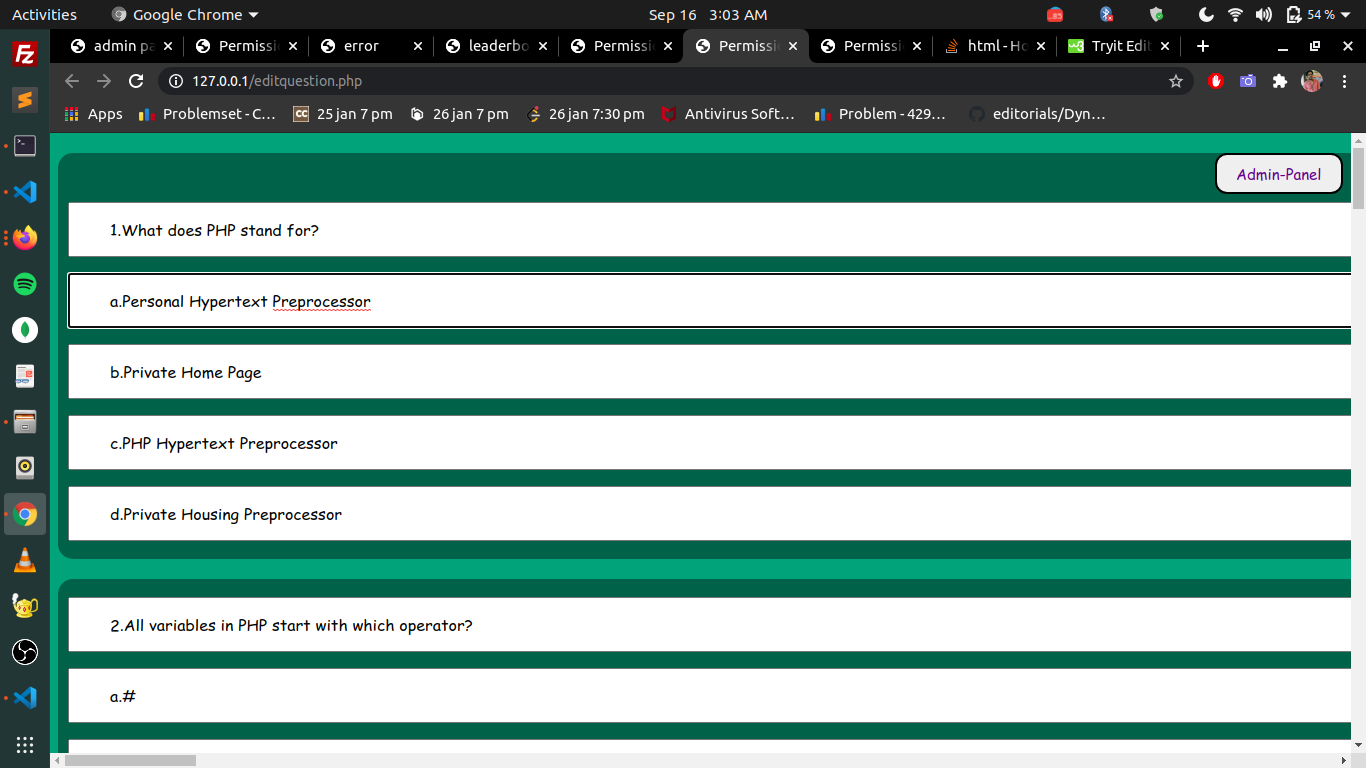 Activities Google Chrome Sep 16 3:03 AM 54 %
admin pa Permissi error leaderbo Permissi Permissi Permissi html - Ho Tryit Edit
127.0.0.1/editquestion.php
Apps Problemset - C... 25 jan 7 pm 26 jan 7 pm 26 jan 7:30 pm Antivirus Soft... Problem - 429... editorials/Dyn...
Admin-Panel
1.What does PHP stand for?
a.Personal Hypertext Preprocessor
b.Private Home Page
c.PHP Hypertext Preprocessor
d.Private Housing Preprocessor
2.All variables in PHP start with which operator?
a.#